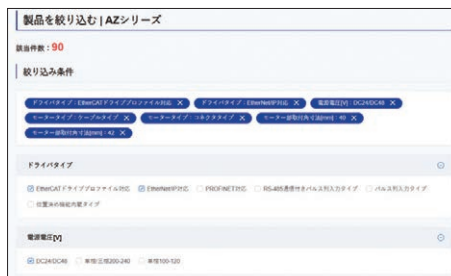 製品を絞り込む | AZシリーズ
該当件数：90
絞り込み条件
ドライバタイプ：EtherCATドライブプロファイル対応 × ドライバタイプ：EtherNet/IP対応 × 電源電圧[V]：DC24/DC48 ×
モータータイプ：ケーブルタイプ × モータータイプ：コネクタタイプ × モーター部取付角寸法[mm]：40 ×
モーター部取付角寸法[mm]：42 ×
ドライバタイプ
EtherCATドライブプロファイル対応 EtherNet/IP対応 PROFINET対応 RS-485通信付きパルス列入力タイプ パルス列入力タイプ
位置決め機能内蔵タイプ
電源電圧[V]
DC24/DC48 単相/三相200-240 単相100-120